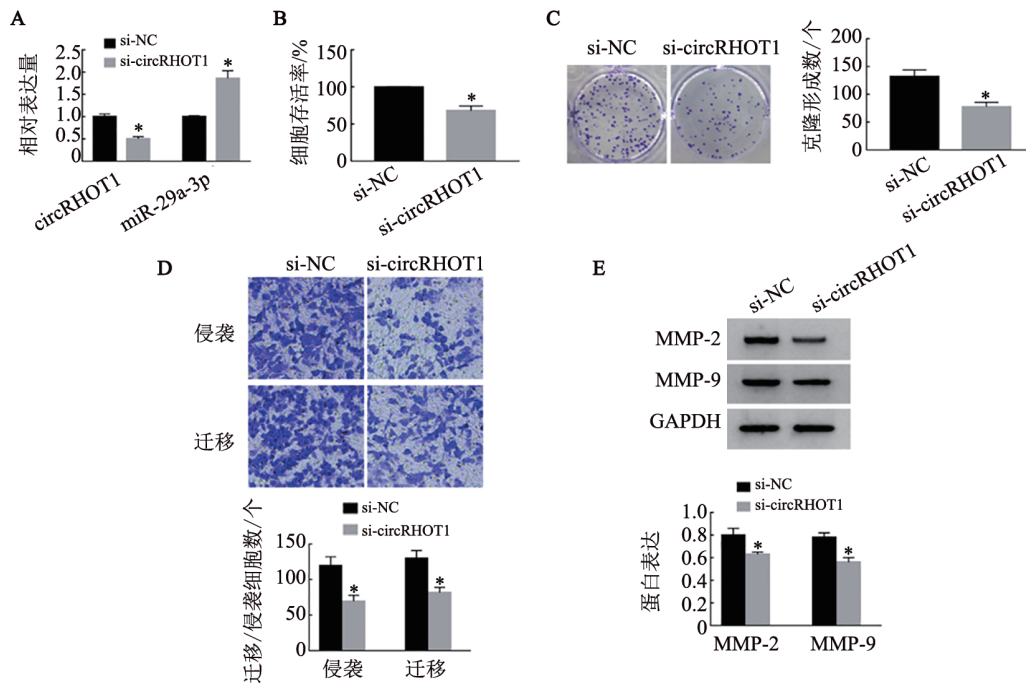 A
si-NC
si-circRHOT1
相对表达量
2.5
2.0
1.5
1.0
0.5
0
*
*
circRHOT1
miR-29a-3p
B
细胞存活率/%
150
100
50
0
*
si-NC
si-circRHOT1
C
si-NC
si-circRHOT1
克隆形成数/个
200
150
100
50
0
*
si-NC
si-circRHOT1
D
si-NC
si-circRHOT1
侵袭
迁移
si-NC
si-circRHOT1
迁移/侵袭细胞数/个
150
100
50
0
*
*
侵袭
迁移
E
si-NC
si-circRHOT1
MMP-2
MMP-9
GAPDH
si-NC
si-circRHOT1
蛋白表达
1.0
0.8
0.6
0.4
0.2
0
*
*
MMP-2
MMP-9